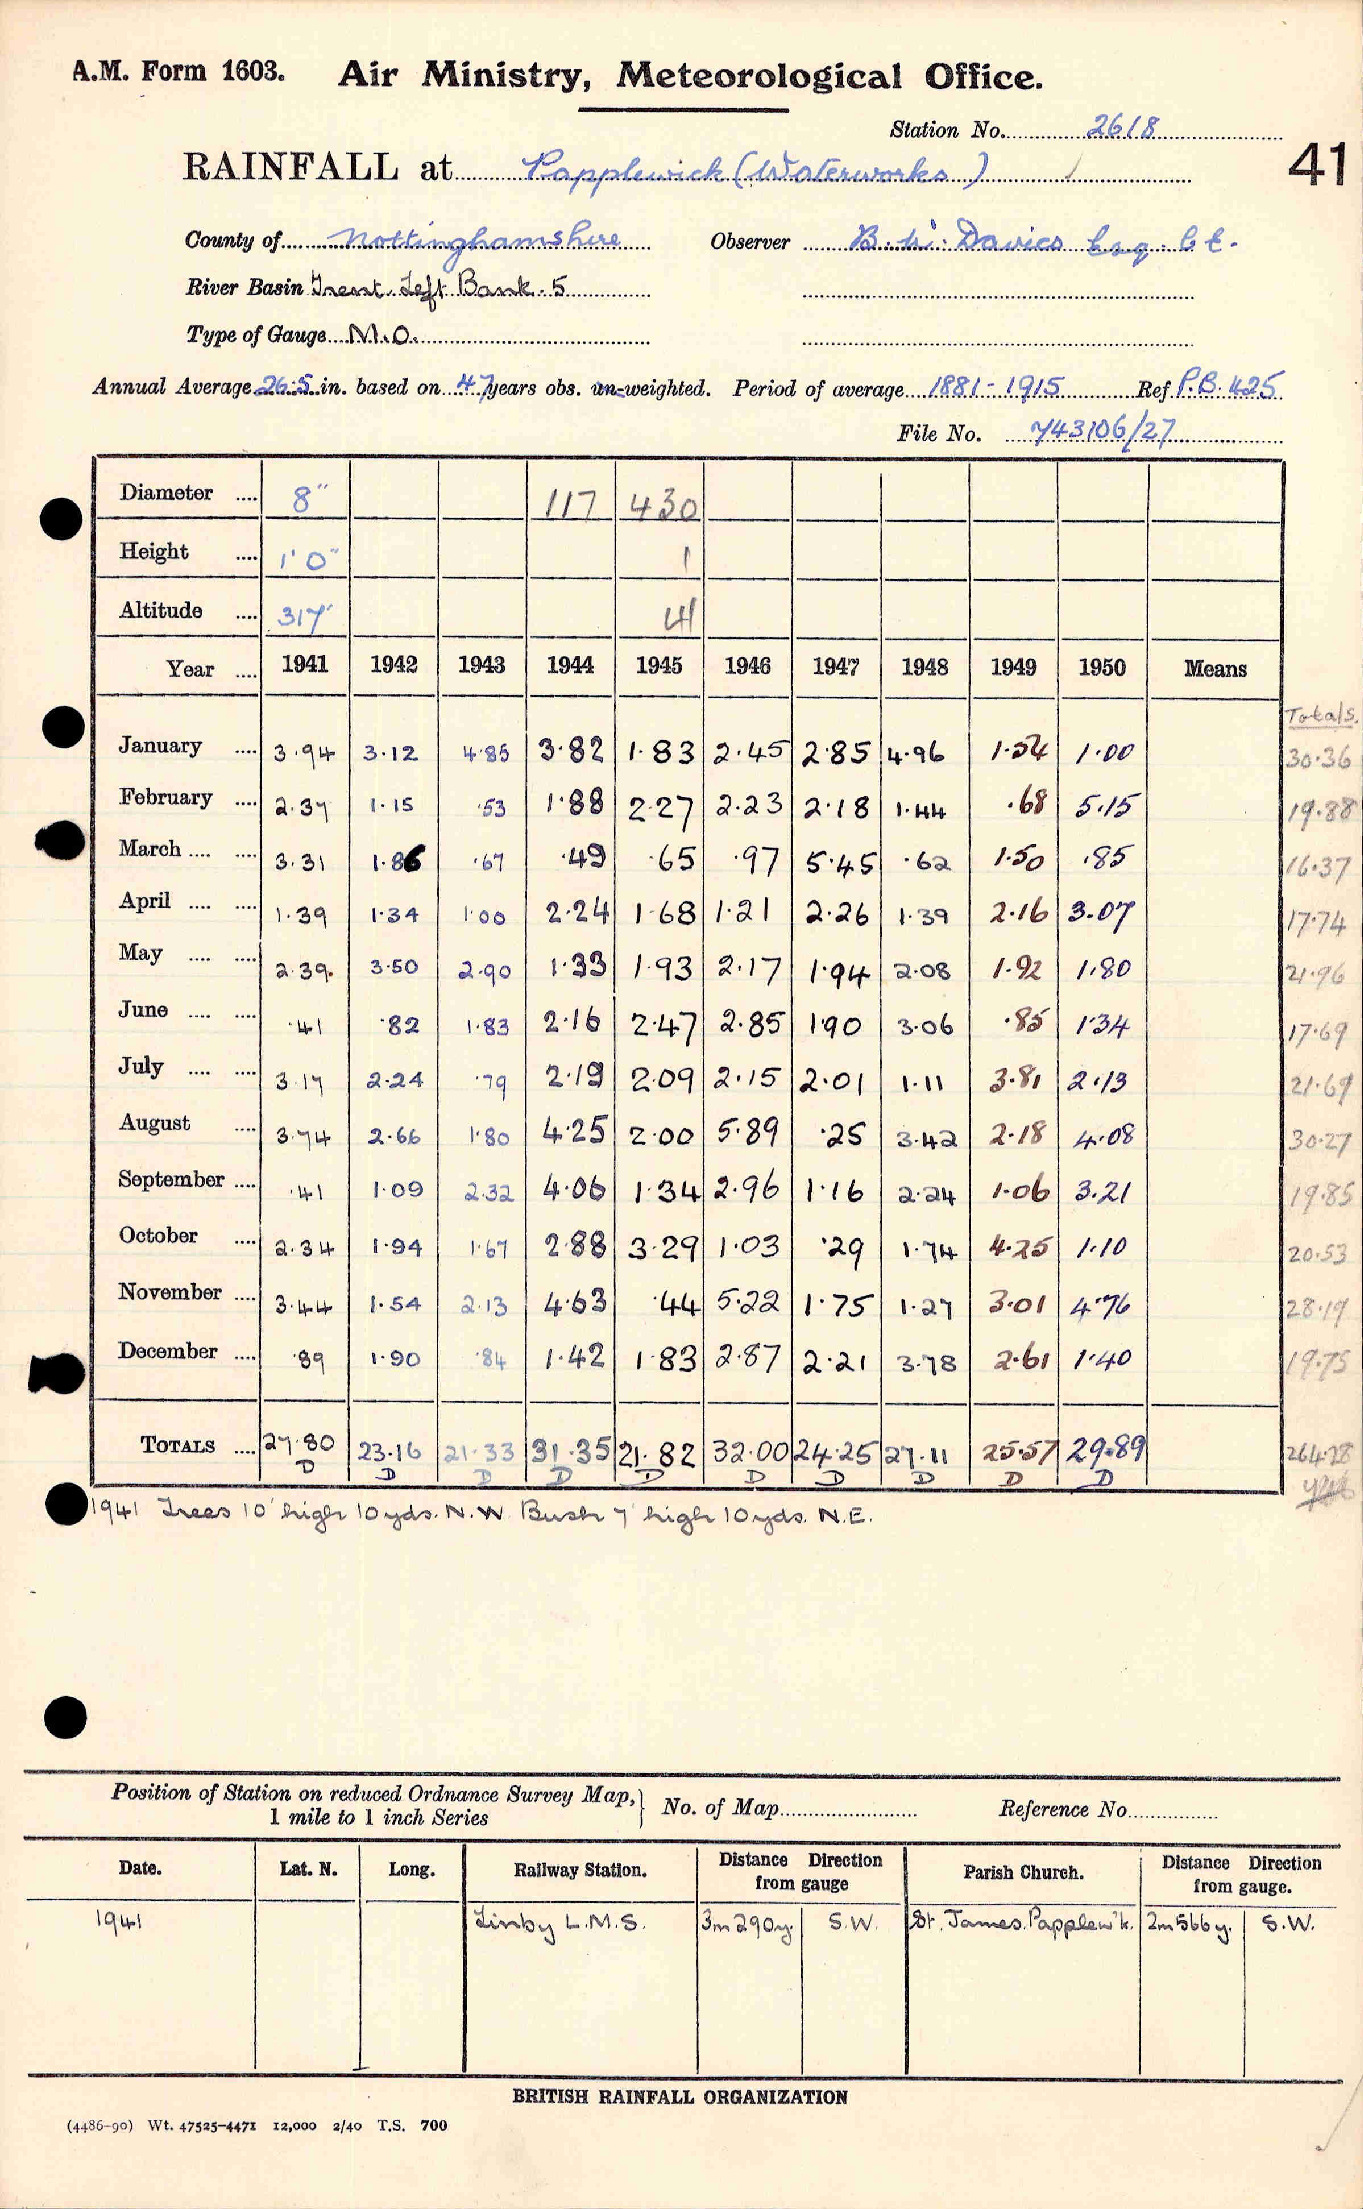 A.M. Form 1603. Air Ministry, Meteorological Office.
Station No. 2618
41
RAINFALL at Papplewick (Waterworks)
County of Nottinghamshire Observer B. W. Davies Esq. C.E.
River Basin Trent. Left Bank. 5
Type of Gauge M.O.
Annual Average 26.5 in. based on 47 years obs. un-weighted. Period of average 1881-1915 Ref P.B. 425
File No. 743106/27
Diameter .... 8" 117 430
Height .... 1' 0" 1
Altitude .... 317' 41
Year .... 1941 1942 1943 1944 1945 1946 1947 1948 1949 1950 Means
Totals.
January .... 3.94 3.12 4.85 3.82 1.83 2.45 2.85 4.96 1.54 1.00 30.36
February .... 2.37 1.15 .53 1.88 2.27 2.23 2.18 1.44 .68 5.15 19.88
March .... .... 3.31 1.86 .67 .49 .65 .97 5.45 .62 1.50 .85 16.37
April .... .... 1.39 1.34 1.00 2.24 1.68 1.21 2.26 1.39 2.16 3.07 17.74
May .... .... 2.39 3.50 2.90 1.33 1.93 2.17 1.94 2.08 1.92 1.80 21.96
June .... .... .41 .82 1.83 2.16 2.47 2.85 1.90 3.06 .85 1.34 17.69
July .... .... 3.17 2.24 .79 2.19 2.09 2.15 2.01 1.11 3.81 2.13 21.69
August .... 3.74 2.66 1.80 4.25 2.00 5.89 .25 3.42 2.18 4.08 30.27
September .... .41 1.09 2.32 4.06 1.34 2.96 1.16 2.24 1.06 3.21 19.85
October .... 2.34 1.94 1.67 2.88 3.29 1.03 .29 1.74 4.25 1.10 20.53
November .... 3.44 1.54 2.13 4.63 .44 5.22 1.75 1.27 3.01 4.76 28.19
December .... .89 1.90 .84 1.42 1.83 2.87 2.21 3.78 2.61 1.40 19.75
TOTALS .... 27.80 23.16 21.33 31.35 21.82 32.00 24.25 27.11 25.57 29.89 264.28
D D D D D D D D D D
1941 Trees 10' high 10 yds. N.W. Bush 7' high 10 yds. N.E.
Position of Station on reduced Ordnance Survey Map, 1 mile to 1 inch Series } No. of Map Reference No.
Date. Lat. N. Long. Railway Station. Distance Direction from gauge Parish Church. Distance Direction from gauge.
1941 Linby L.M.S. 3m 290y. S.W. St. James. Papplew'k. 2m 566y. S.W.
BRITISH RAINFALL ORGANIZATION
(4486-90) Wt. 47525-4471 12,000 2/40 T.S. 700